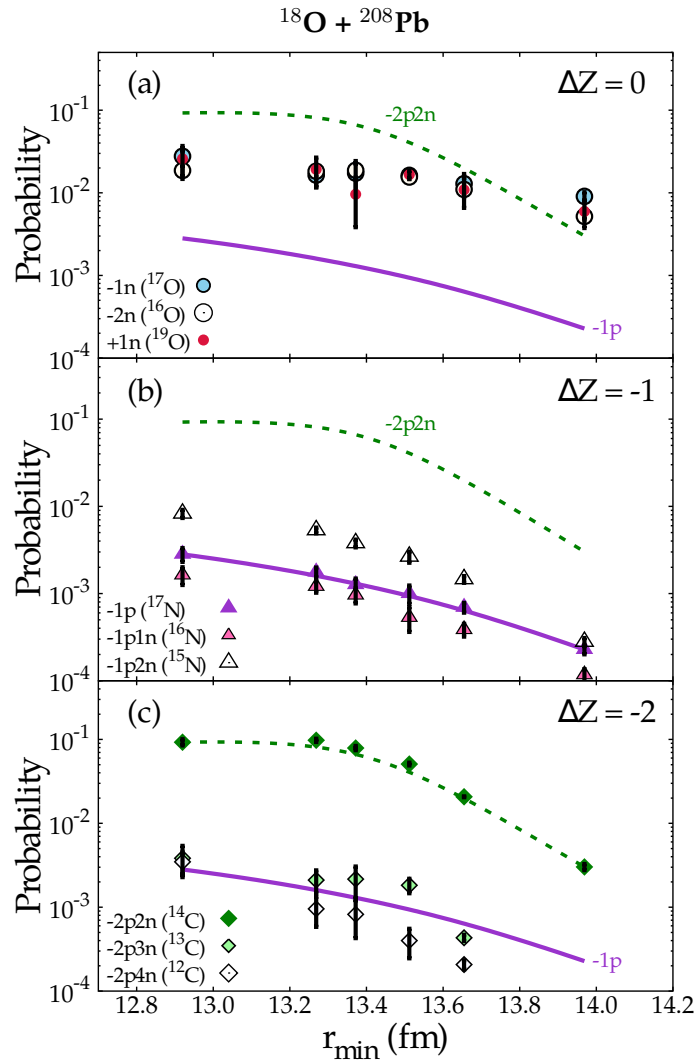 ¹⁸O + ²⁰⁸Pb
(a)
ΔZ = 0
10⁻¹
-2p2n
10⁻²
Probability
10⁻³
-1n (¹⁷O)
-2n (¹⁶O)
+1n (¹⁹O)
-1p
10⁻⁴
(b)
ΔZ = -1
10⁻¹
-2p2n
10⁻²
Probability
10⁻³
-1p (¹⁷N)
-1p1n (¹⁶N)
-1p2n (¹⁵N)
10⁻⁴
(c)
ΔZ = -2
10⁻¹
10⁻²
Probability
10⁻³
-2p2n (¹⁴C)
-2p3n (¹³C)
-2p4n (¹²C)
-1p
10⁻⁴
12.8 13.0 13.2 13.4 13.6 13.8 14.0 14.2
r_min (fm)